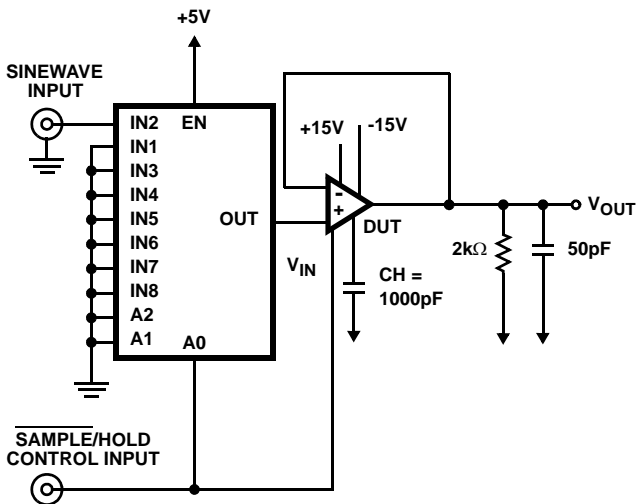 +5V
SINEWAVE
INPUT
IN2 EN
IN1
IN3
IN4
IN5
IN6
IN7
IN8
A2
A1 A0
OUT
+15V -15V
-
+
DUT
VIN
CH =
1000pF
2kΩ
50pF
VOUT
SAMPLE/HOLD
CONTROL INPUT